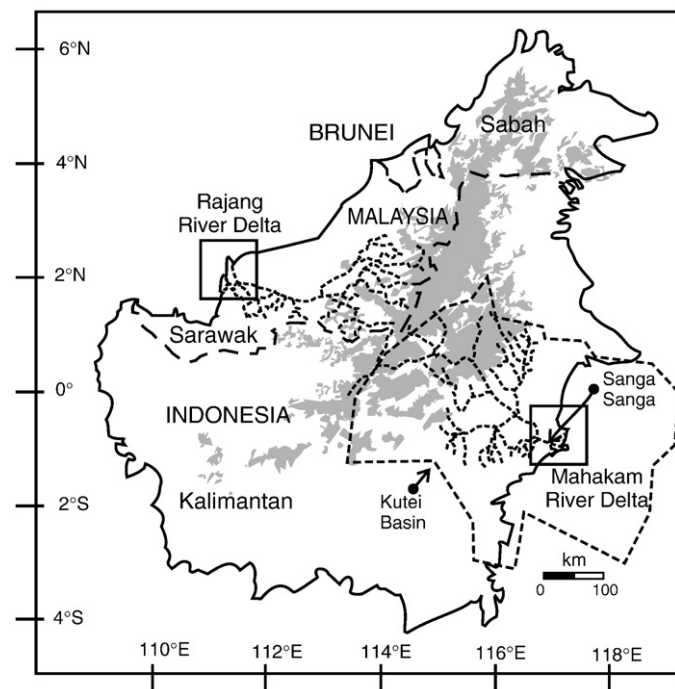 6°N
BRUNEI
Sabah
4°N
Rajang
River Delta
MALAYSIA
2°N
Sarawak
0°
Sanga
Sanga
INDONESIA
Kalimantan
Mahakam
River Delta
2°S
Kutei
Basin
km
0 100
4°S
110°E 112°E 114°E 116°E 118°E